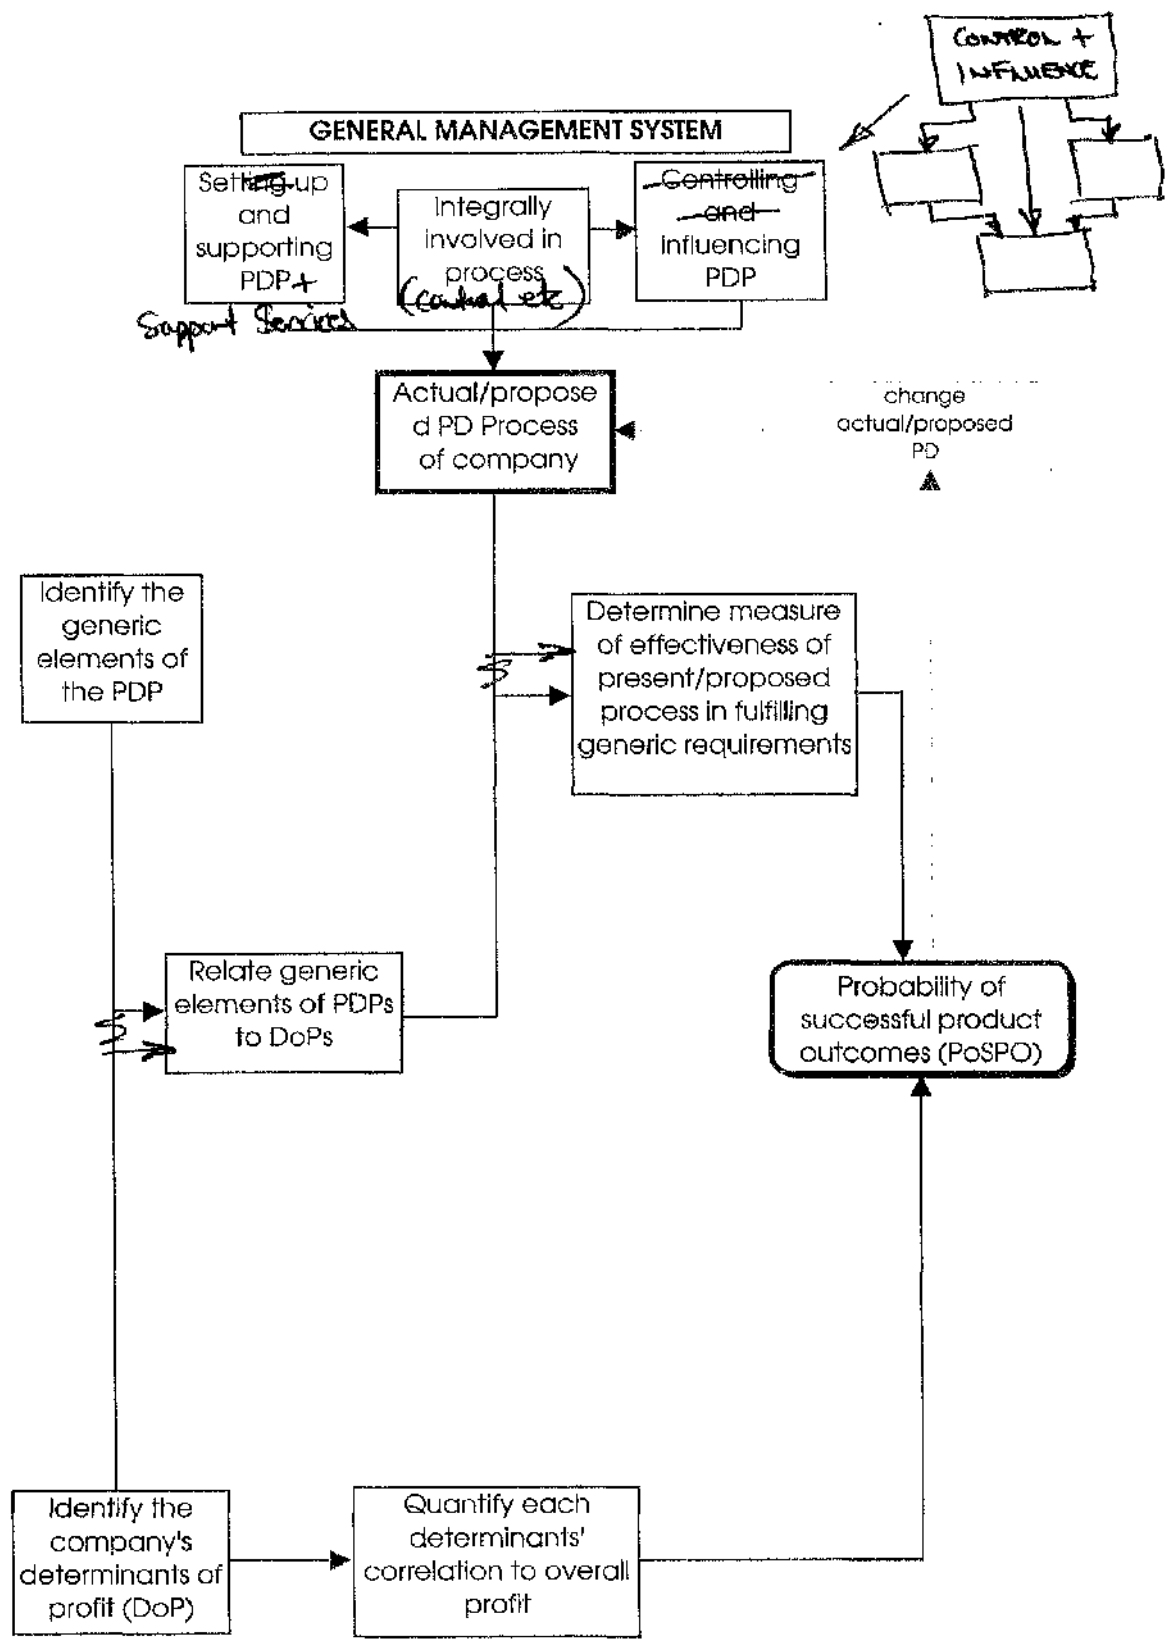 CONTROL +
INFLUENCE
GENERAL MANAGEMENT SYSTEM
Setting up
and
supporting
PDP+
Support Services
Integrally
involved in
process
(control etc)
Controlling
and
influencing
PDP
Actual/propose
d PD Process
of company
change
actual/proposed
PD
Identify the
generic
elements of
the PDP
Determine measure
of effectiveness of
present/proposed
process in fulfilling
generic requirements
Relate generic
elements of PDPs
to DoPs
Probability of
successful product
outcomes (PoSPO)
Identify the
company's
determinants of
profit (DoP)
Quantify each
determinants'
correlation to overall
profit